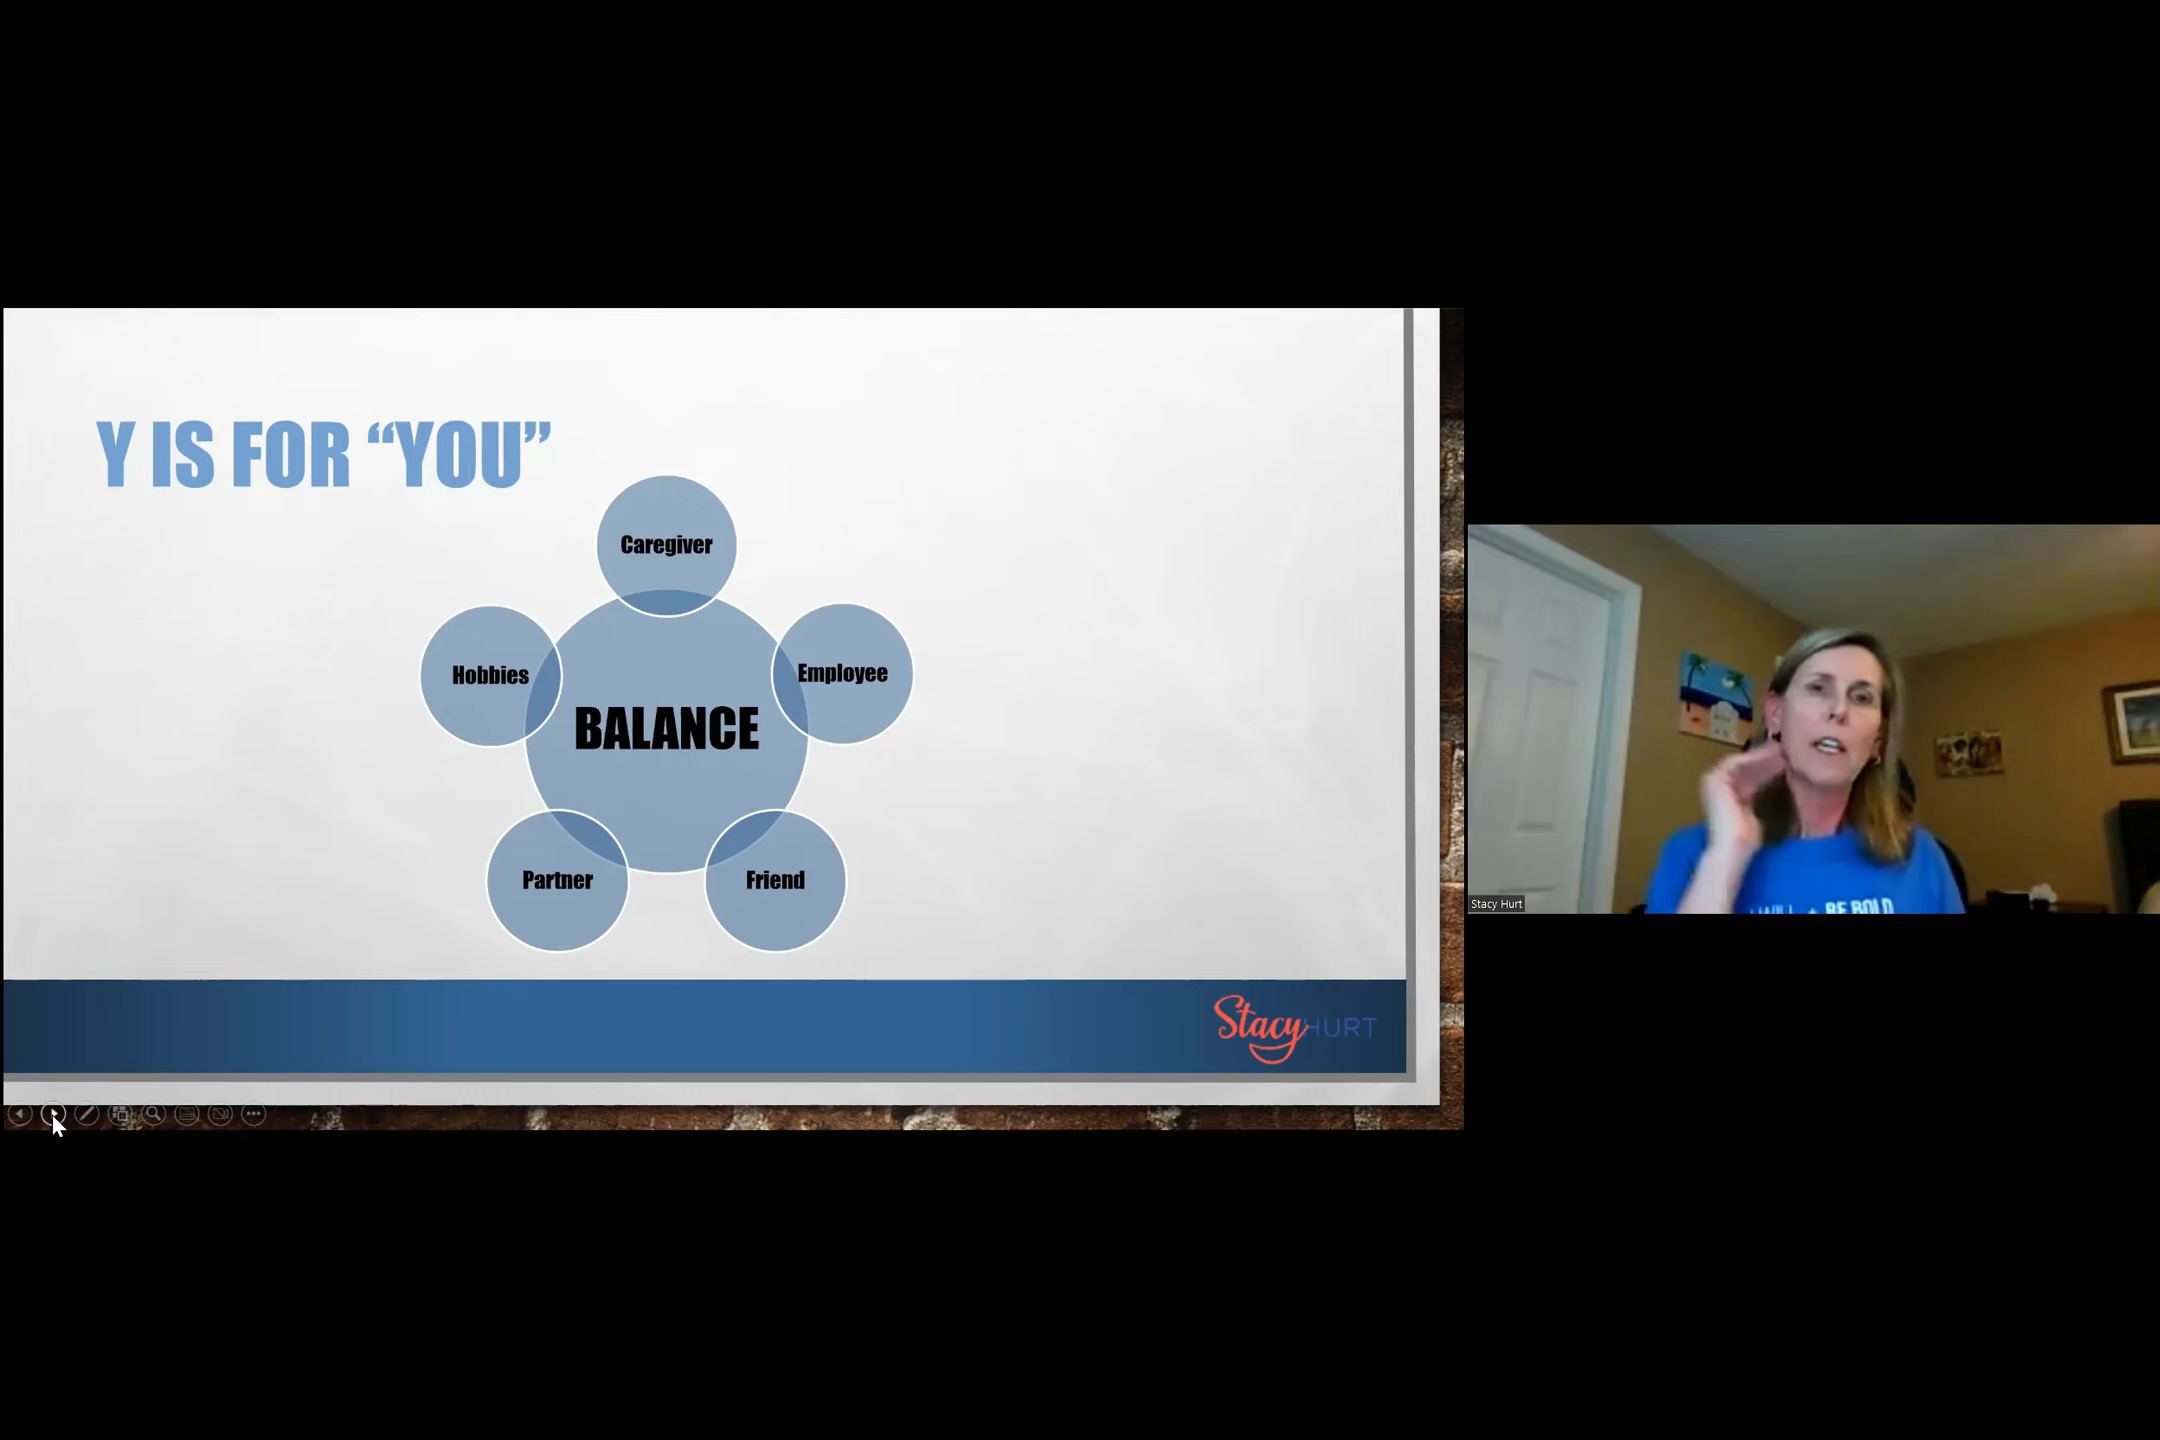 Y IS FOR “YOU”
Caregiver
Hobbies
Employee
BALANCE
Partner
Friend
Stacy HURT
Stacy Hurt
BE BOLD